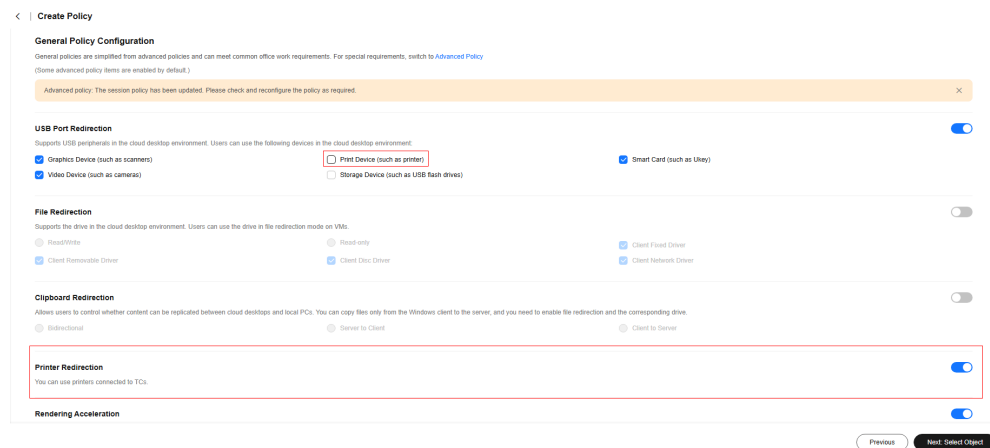 Create Policy
General Policy Configuration
General policies are simplified from advanced policies and can meet common office work requirements. For special requirements, switch to Advanced Policy
(Some advanced policy items are enabled by default.)
Advanced policy: The session policy has been updated. Please check and reconfigure the policy as required.
USB Port Redirection
Supports USB peripherals in the cloud desktop environment. Users can use the following devices in the cloud desktop environment:
Graphics Device (such as scanners) Print Device (such as printer) Smart Card (such as Ukey)
Video Device (such as cameras) Storage Device (such as USB flash drives)
File Redirection
Supports the drive in the cloud desktop environment. Users can use the drive in file redirection mode on VMs.
Read/Write Read-only Client Fixed Driver
Client Removable Driver Client Disc Driver Client Network Driver
Clipboard Redirection
Allows users to control whether content can be replicated between cloud desktops and local PCs. You can copy files only from the Windows client to the server, and you need to enable file redirection and the corresponding drive.
Bidirectional Server to Client Client to Server
Printer Redirection
You can use printers connected to TCs.
Rendering Acceleration
Previous Next: Select Object